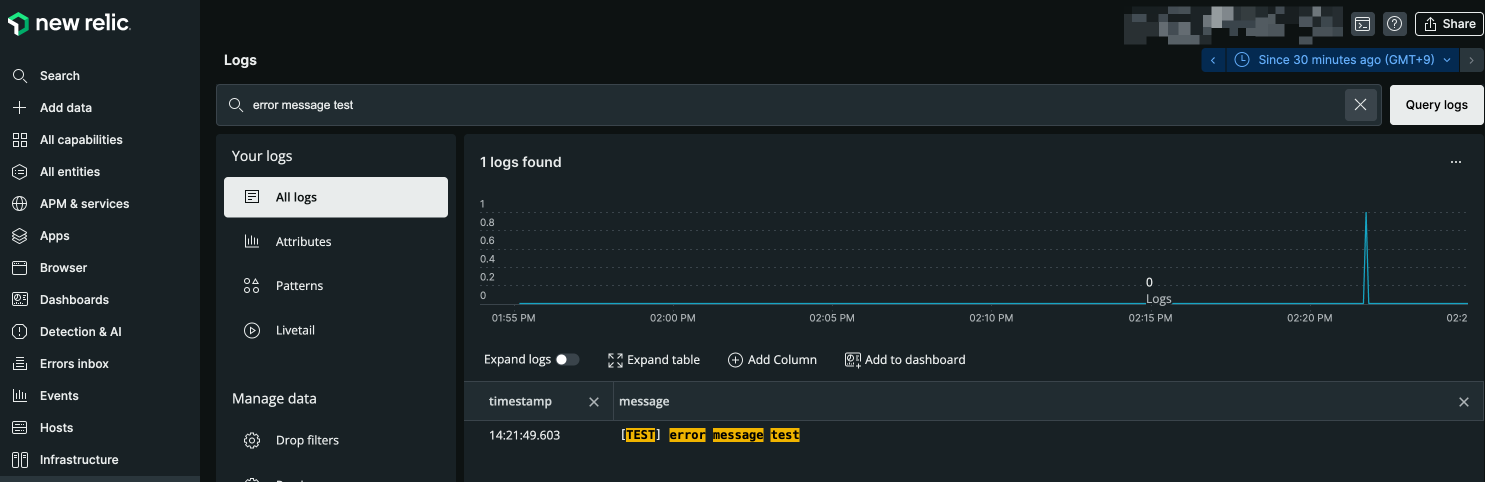 new relic.
Share
Logs
Since 30 minutes ago (GMT+9)
error message test
Query logs
Search
Add data
All capabilities
All entities
APM & services
Apps
Browser
Dashboards
Detection & AI
Errors inbox
Events
Hosts
Infrastructure
Your logs
All logs
Attributes
Patterns
Livetail
Manage data
Drop filters
1 logs found
1
0.8
0.6
0.4
0.2
0
0
Logs
01:55 PM 02:00 PM 02:05 PM 02:10 PM 02:15 PM 02:20 PM 02:2
Expand logs Expand table Add Column Add to dashboard
timestamp message
14:21:49.603 [TEST] error message test